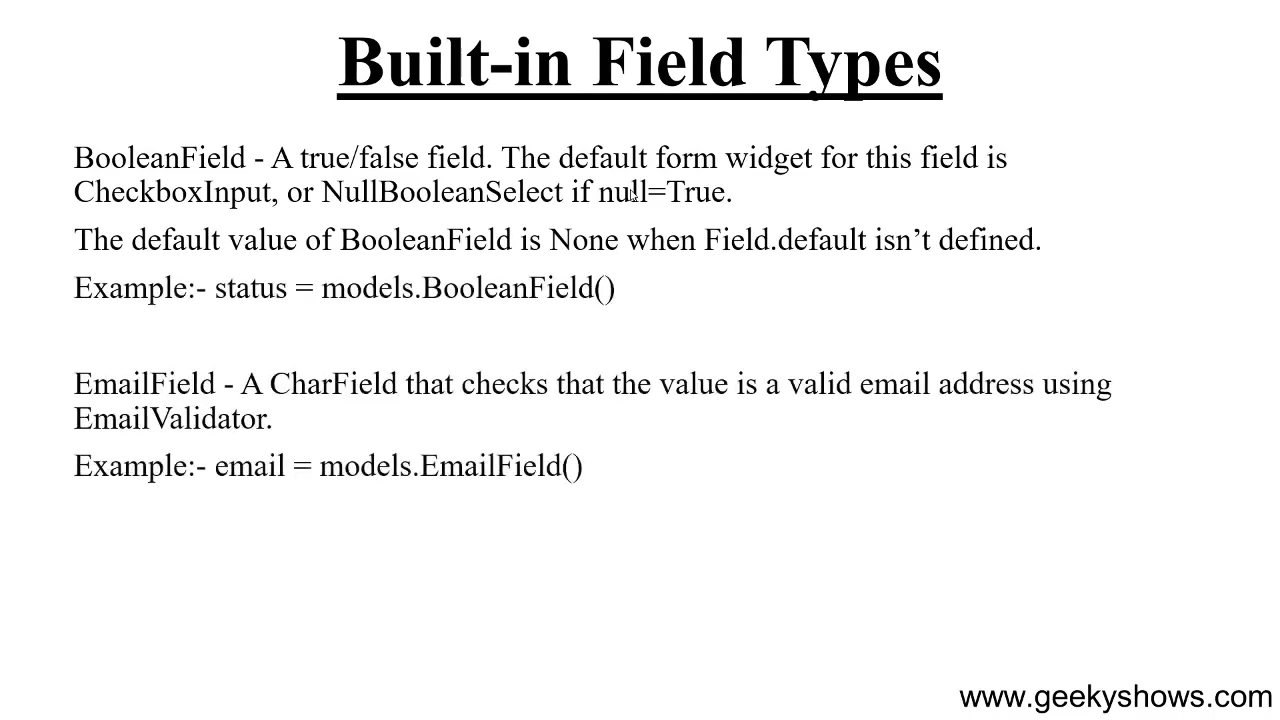 Built-in Field Types
BooleanField - A true/false field. The default form widget for this field is
CheckboxInput, or NullBooleanSelect if null=True.
The default value of BooleanField is None when Field.default isn’t defined.
Example:- status = models.BooleanField()
EmailField - A CharField that checks that the value is a valid email address using
EmailValidator.
Example:- email = models.EmailField()
www.geekyshows.com